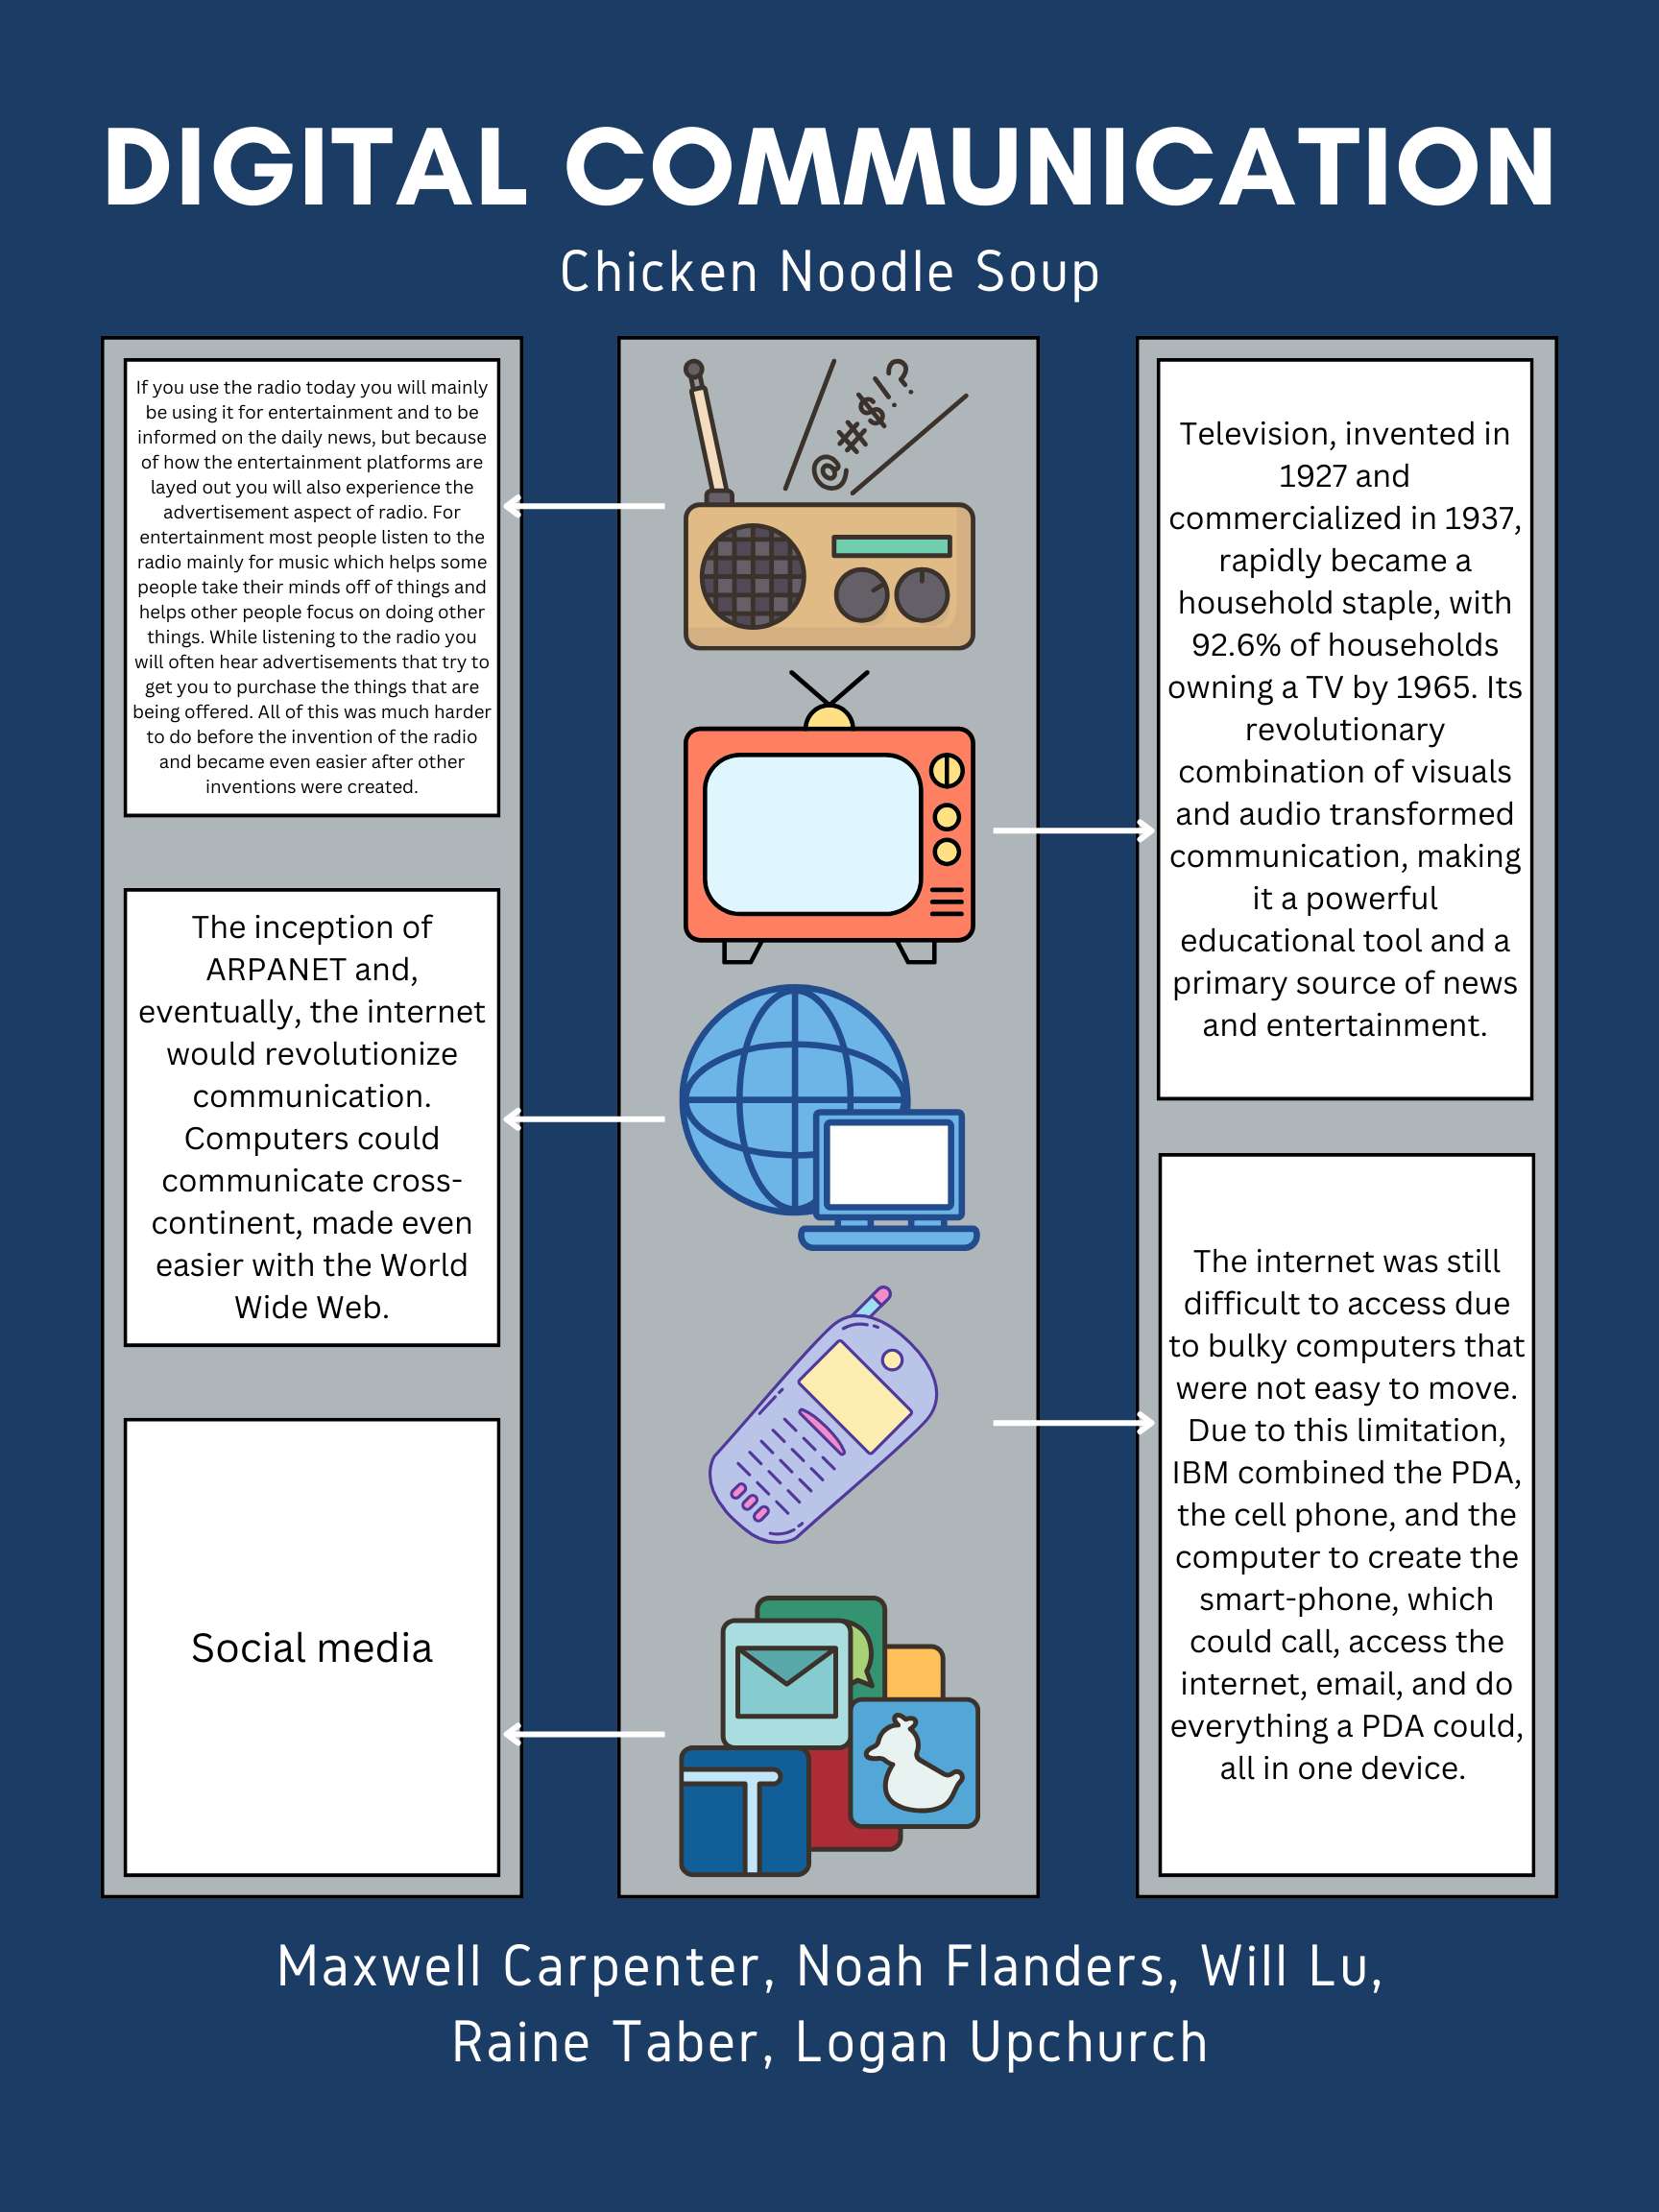 DIGITAL COMMUNICATION
Chicken Noodle Soup
If you use the radio today you will mainly
be using it for entertainment and to be
informed on the daily news, but because
of how the entertainment platforms are
layed out you will also experience the
advertisement aspect of radio. For
entertainment most people listen to the
radio mainly for music which helps some
people take their minds off of things and
helps other people focus on doing other
things. While listening to the radio you
will often hear advertisements that try to
get you to purchase the things that are
being offered. All of this was much harder
to do before the invention of the radio
and became even easier after other
inventions were created.
@#$!?
Television, invented in
1927 and
commercialized in 1937,
rapidly became a
household staple, with
92.6% of households
owning a TV by 1965. Its
revolutionary
combination of visuals
and audio transformed
communication, making
it a powerful
educational tool and a
primary source of news
and entertainment.
The inception of
ARPANET and,
eventually, the internet
would revolutionize
communication.
Computers could
communicate cross-
continent, made even
easier with the World
Wide Web.
The internet was still
difficult to access due
to bulky computers that
were not easy to move.
Due to this limitation,
IBM combined the PDA,
the cell phone, and the
computer to create the
smart-phone, which
could call, access the
internet, email, and do
everything a PDA could,
all in one device.
Social media
Maxwell Carpenter, Noah Flanders, Will Lu,
Raine Taber, Logan Upchurch